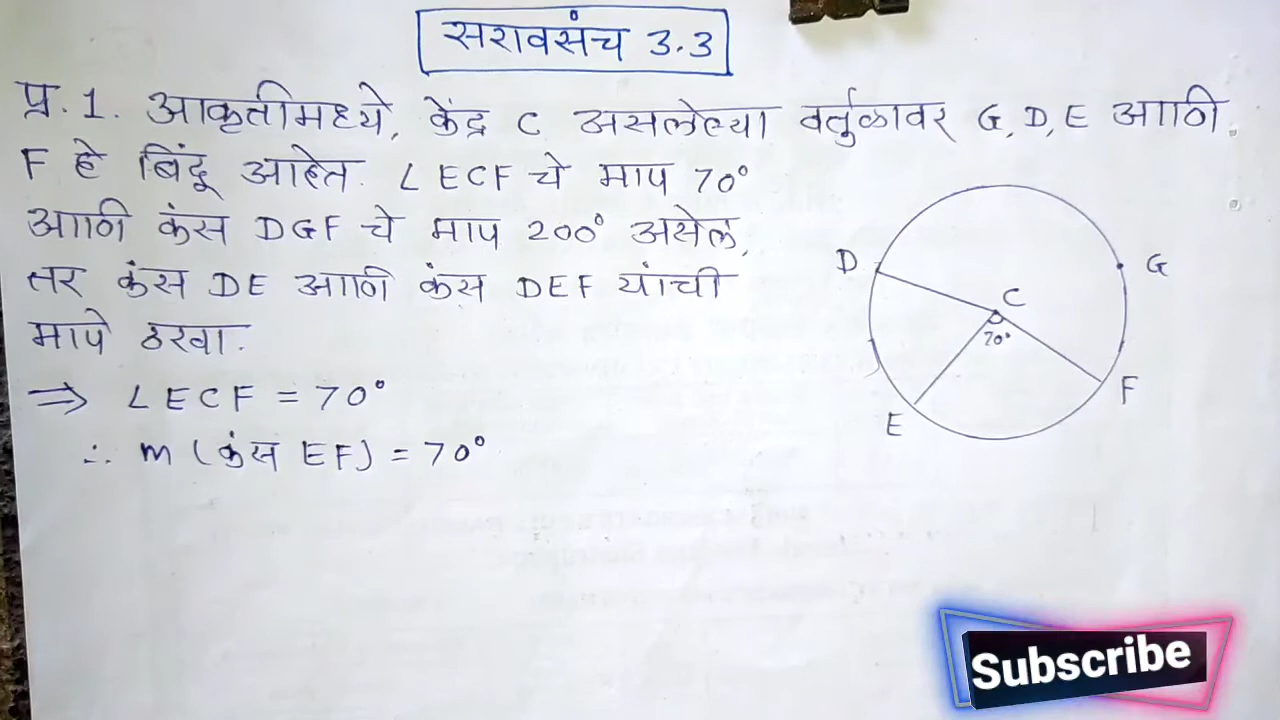 सरावसंच 3.3
प्र. 1. आकृतीमध्ये, केंद्र C असलेल्या वर्तुळावर G, D, E आणि
F हे बिंदू आहेत. ∠ECF चे माप 70°
आणि कंस DGF चे माप 200° असेल,
तर कंस DE आणि कंस DEF यांची
मापे ठरवा.
⇒ ∠ECF = 70°
∴ m (कंस EF) = 70°
D
G
C
70°
F
E
Subscribe